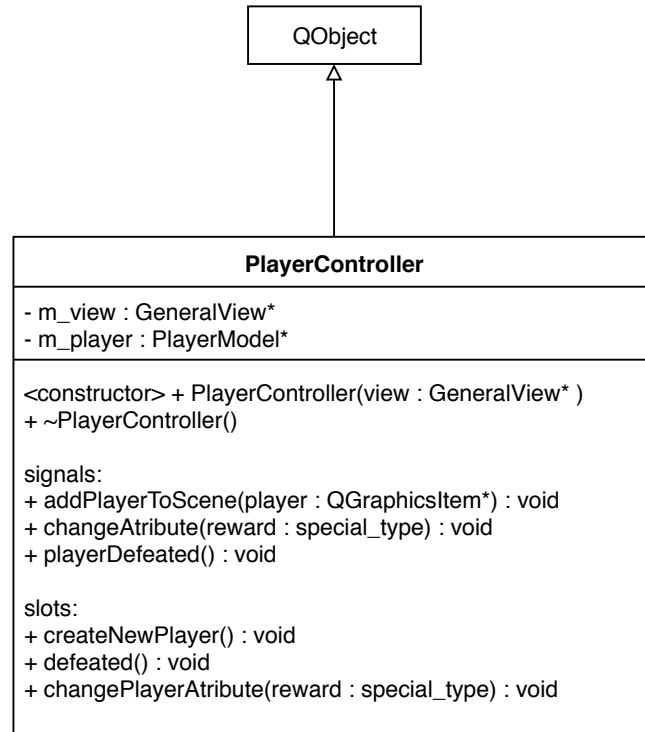 QObject
PlayerController
- m_view : GeneralView*
- m_player : PlayerModel*
<constructor> + PlayerController(view : GeneralView* )
+ ~PlayerController()
signals:
+ addPlayerToScene(player : QGraphicsItem*) : void
+ changeAtribute(reward : special_type) : void
+ playerDefeated() : void
slots:
+ createNewPlayer() : void
+ defeated() : void
+ changePlayerAtribute(reward : special_type) : void